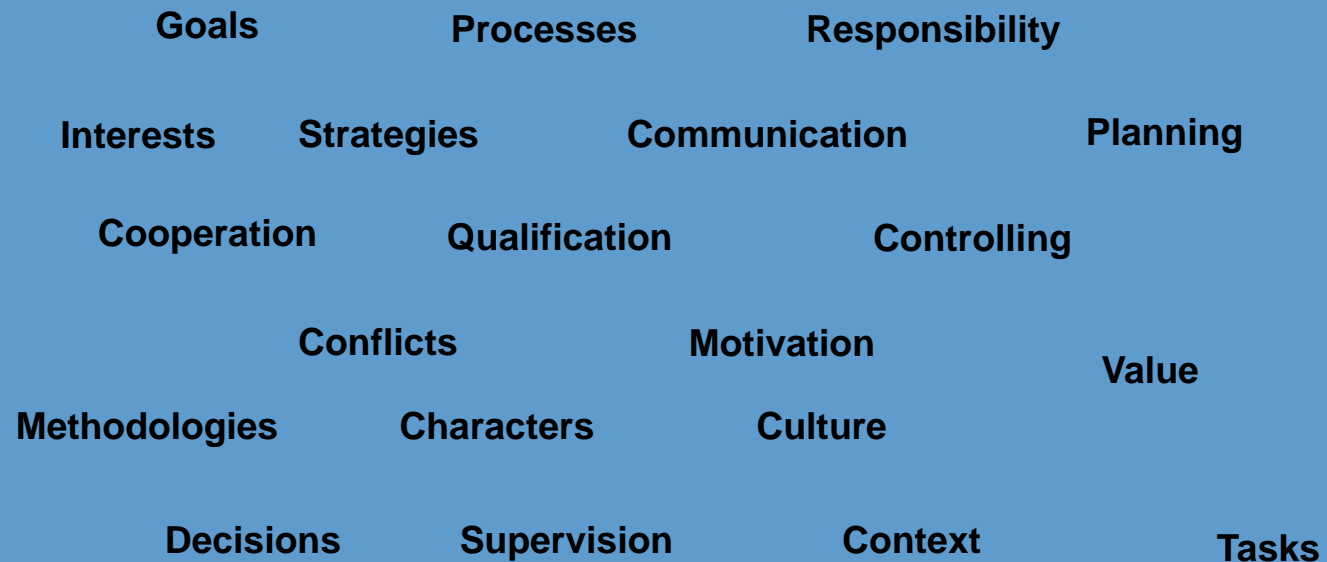 Goals Processes Responsibility
Interests Strategies Communication Planning
Cooperation Qualification Controlling
Conflicts Motivation
Value
Methodologies Characters Culture
Decisions Supervision Context Tasks